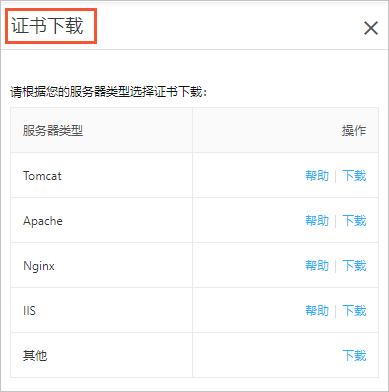 证书下载
请根据您的服务器类型选择证书下载：
服务器类型 操作
Tomcat 帮助 | 下载
Apache 帮助 | 下载
Nginx 帮助 | 下载
IIS 帮助 | 下载
其他 下载